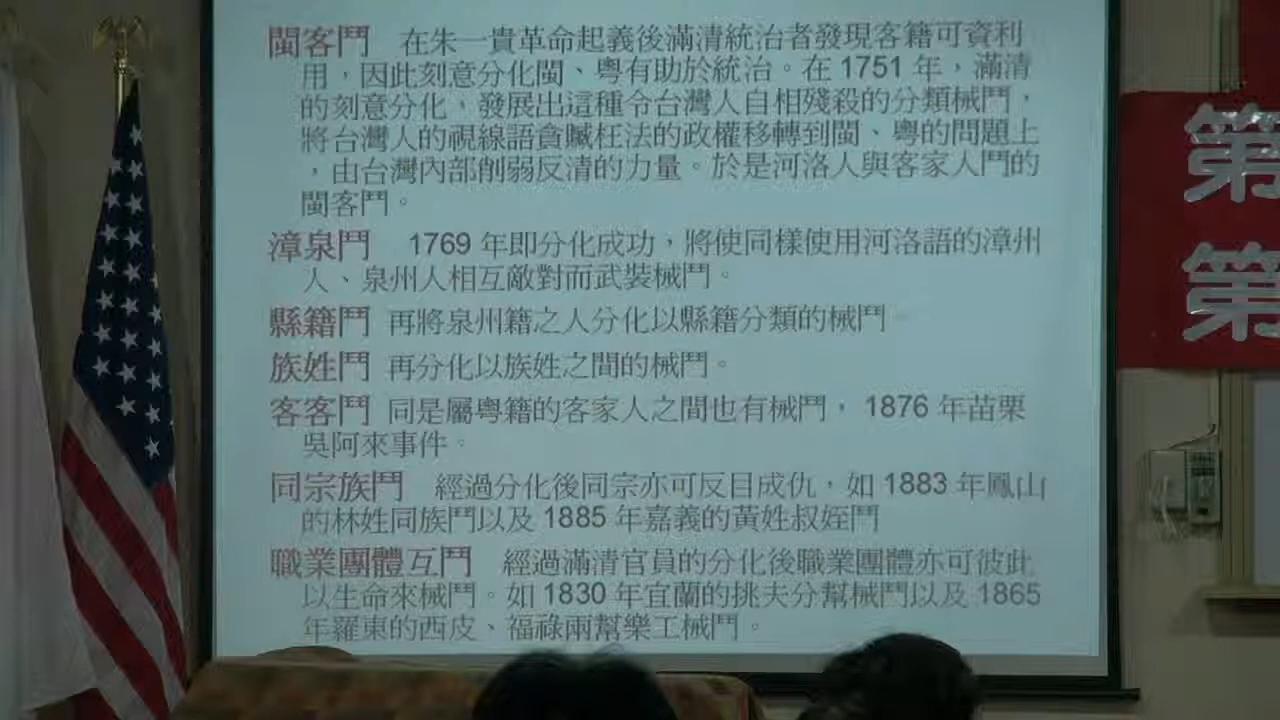 閩客鬥 在朱一貴革命起義後滿清統治者發現客籍可資利
用，因此刻意分化閩、粵有助於統治。在 1751 年，滿清
的刻意分化，發展出這種令台灣人自相殘殺的分類械鬥，
將台灣人的視線語貪贓枉法的政權移轉到閩、粵的問題上
，由台灣內部削弱反清的力量。於是河洛人與客家人鬥的
閩客鬥。
漳泉鬥 1769 年即分化成功，將使同樣使用河洛語的漳州
人、泉州人相互敵對而武裝械鬥。
縣籍鬥 再將泉州籍之人分化以縣籍分類的械鬥
族姓鬥 再分化以族姓之間的械鬥。
客客鬥 同是屬粵籍的客家人之間也有械鬥， 1876 年苗栗
吳阿來事件。
同宗族鬥 經過分化後同宗亦可反目成仇，如 1883 年鳳山
的林姓同族鬥以及 1885 年嘉義的黃姓叔姪鬥
職業團體互鬥 經過滿清官員的分化後職業團體亦可彼此
以生命來械鬥。如 1830 年宜蘭的挑夫分幫械鬥以及 1865
年羅東的西皮、福祿兩幫樂工械鬥。
第
第